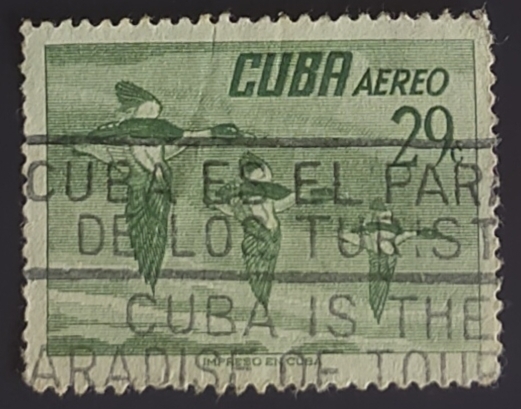 CUBA AEREO
29c
CUBA ES EL PAR
DE LOS TURIST
CUBA IS THE
ARADISE OF TOUR
IMPRESO EN CUBA